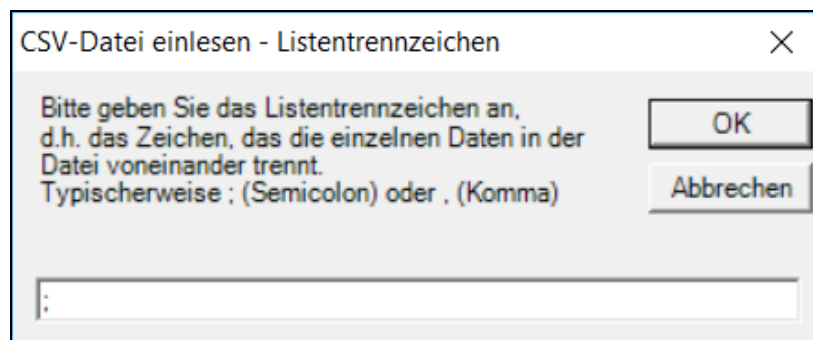 CSV-Datei einlesen - Listentrennzeichen
Bitte geben Sie das Listentrennzeichen an,
d.h. das Zeichen, das die einzelnen Daten in der
Datei voneinander trennt.
Typischerweise ; (Semicolon) oder , (Komma)
OK
Abbrechen
;